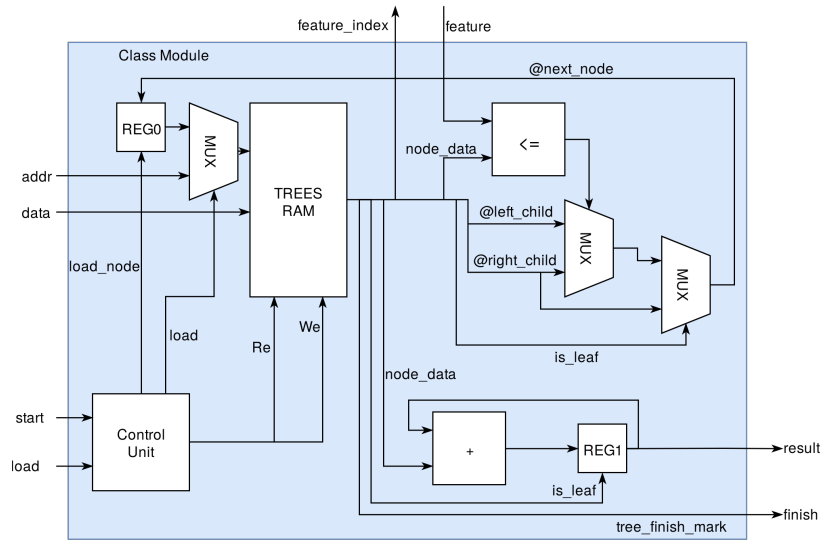 feature_index
feature
Class Module
@next_node
REG0
MUX
<=
node_data
addr
TREES
RAM
data
@left_child
MUX
@right_child
MUX
load_node
load
We
Re
is_leaf
node_data
start
Control
Unit
+
REG1
result
load
is_leaf
finish
tree_finish_mark